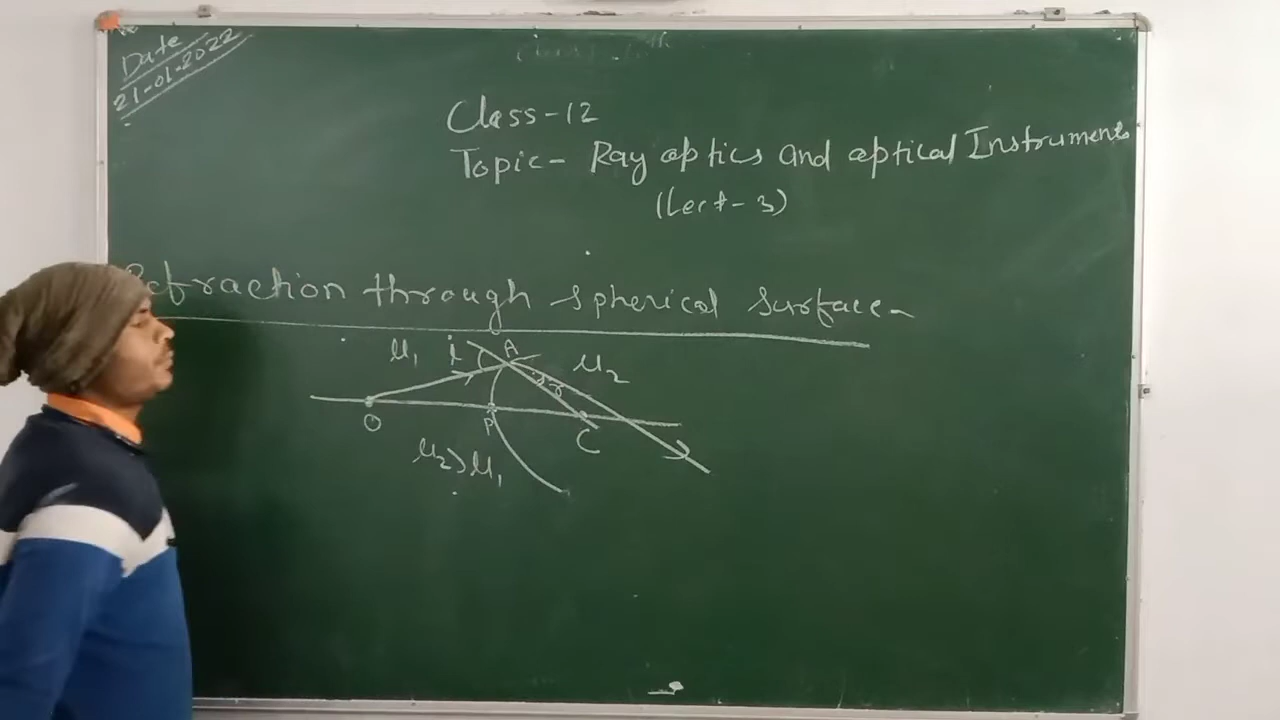 Date
21-01-2022
Class-12
Topic- Ray optics and optical Instruments
(Lect-3)
Refraction through spherical surface-
μ₁ i A μ₂
r
O P C
μ₂>μ₁